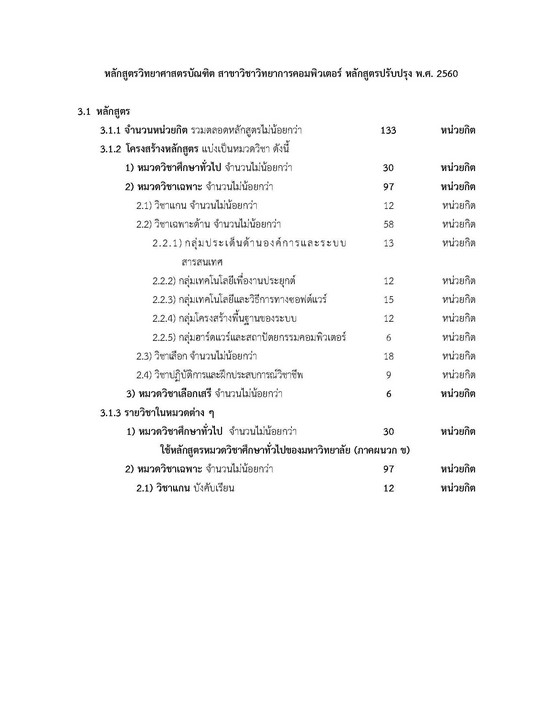 หลักสูตรวิทยาศาสตรบัณฑิต สาขาวิชาวิทยาการคอมพิวเตอร์ หลักสูตรปรับปรุง พ.ศ. 2560
3.1 หลักสูตร
3.1.1 จำนวนหน่วยกิต รวมตลอดหลักสูตรไม่น้อยกว่า 133 หน่วยกิต
3.1.2 โครงสร้างหลักสูตร แบ่งเป็นหมวดวิชา ดังนี้
1) หมวดวิชาศึกษาทั่วไป จำนวนไม่น้อยกว่า 30 หน่วยกิต
2) หมวดวิชาเฉพาะ จำนวนไม่น้อยกว่า 97 หน่วยกิต
2.1) วิชาแกน จำนวนไม่น้อยกว่า 12 หน่วยกิต
2.2) วิชาเฉพาะด้าน จำนวนไม่น้อยกว่า 58 หน่วยกิต
2.2.1) กลุ่มประเด็นด้านองค์การและระบบ 13 หน่วยกิต
สารสนเทศ
2.2.2) กลุ่มเทคโนโลยีเพื่องานประยุกต์ 12 หน่วยกิต
2.2.3) กลุ่มเทคโนโลยีและวิธีการทางซอฟต์แวร์ 15 หน่วยกิต
2.2.4) กลุ่มโครงสร้างพื้นฐานของระบบ 12 หน่วยกิต
2.2.5) กลุ่มฮาร์ดแวร์และสถาปัตยกรรมคอมพิวเตอร์ 6 หน่วยกิต
2.3) วิชาเลือก จำนวนไม่น้อยกว่า 18 หน่วยกิต
2.4) วิชาปฏิบัติการและฝึกประสบการณ์วิชาชีพ 9 หน่วยกิต
3) หมวดวิชาเลือกเสรี จำนวนไม่น้อยกว่า 6 หน่วยกิต
3.1.3 รายวิชาในหมวดต่าง ๆ
1) หมวดวิชาศึกษาทั่วไป จำนวนไม่น้อยกว่า 30 หน่วยกิต
ใช้หลักสูตรหมวดวิชาศึกษาทั่วไปของมหาวิทยาลัย (ภาคผนวก ข)
2) หมวดวิชาเฉพาะ จำนวนไม่น้อยกว่า 97 หน่วยกิต
2.1) วิชาแกน บังคับเรียน 12 หน่วยกิต